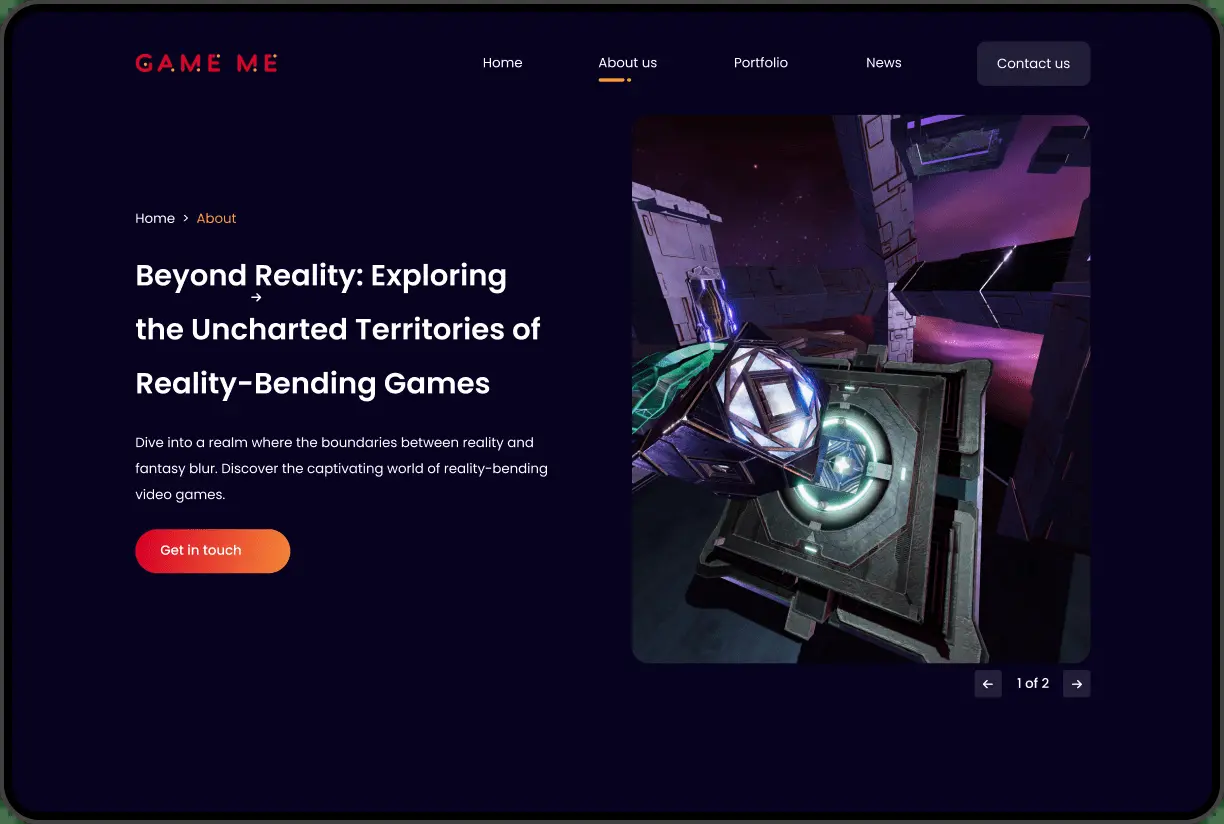 GAME ME
Home
About us
Portfolio
News
Contact us
Home > About
Beyond Reality: Exploring
the Uncharted Territories of
Reality-Bending Games
Dive into a realm where the boundaries between reality and
fantasy blur. Discover the captivating world of reality-bending
video games.
Get in touch
1 of 2